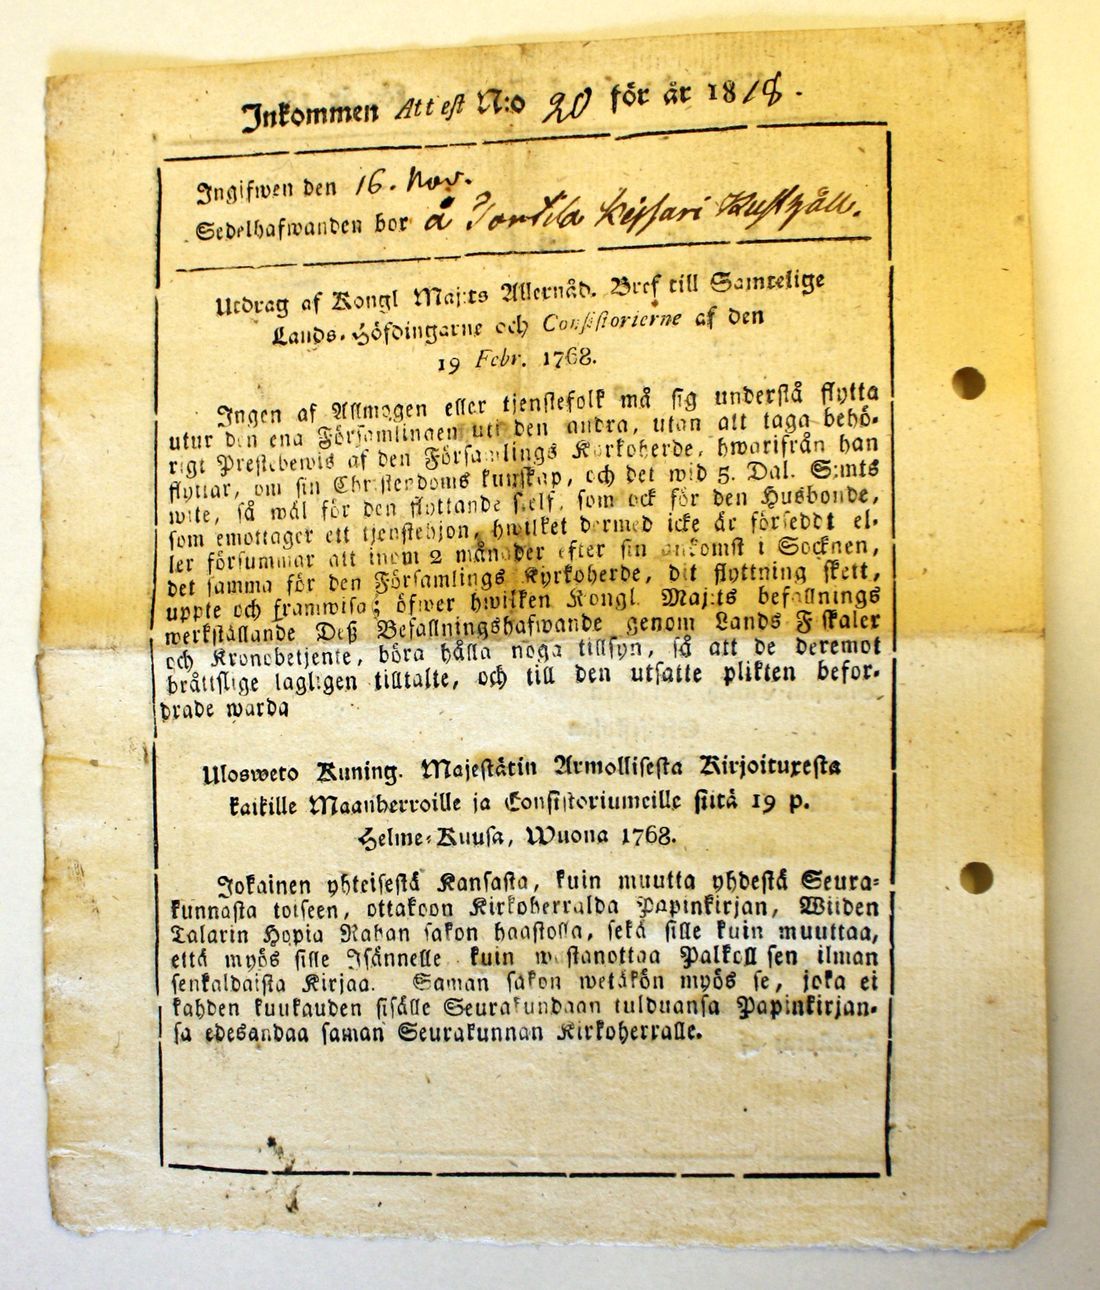 Inkommen Attest N:o 20 för år 1818.
Ingifwen den 16. Nov.
Sedelhafwanden bor å
Utdrag af Kongl Maj:ts Allernåd. Bref till Samtelige
Lands-Höfdingarne och Consistorierne af den
19 Febr. 1768.
Ingen af Allmogen eller tjenstefolk må sig understå flytta
utur den ena Församlingen uti den andra, utan att taga behö-
rigt Prestebewis af den Församlings Kyrkoherde, hwarifrån han
flyttar, om sin Christendoms kunskap, och det wid 5. Dal. S:mts
wite, så wäl för den flyttande sielf, som ock för den Husbonde,
som emottager ett tjenstehjon, hwilket dermed icke är försedt el-
ler försummar att inom 2 månader efter sin ankomst i Socknen,
det samma för den Församlings Kyrkoherde, dit flyttning skett,
uppte och framwisa; öfwer hwilken Kongl. Maj:ts befallnings
werkställande Deß Befallningshafwande genom Lands Fiskaler
och Kronobetjente, böra hålla noga tillsyn, så att de deremot
bråttslige lagligen tilltalte, och till den utsatte plikten befor-
drade warda
Ulosweto Kuning. Majestätin Armollisesta Kirjoituxesta
kaikille Maanherroille ja Consistoriumeille siitä 19 p.
Helme-Kuusa, Wuona 1768.
Jokainen yhteisestä Kansasta, kuin muutta yhdestä Seura-
kunnasta toiseen, ottakoon Kirkoherralda Papinkirjan, Wiiden
Talarin Hopia Rahan sakon haastolla, sekä sille kuin muuttaa,
että myös sille Isännelle kuin wastanottaa Palkollisen ilman
senkaldaista Kirjaa. Saman sakon wetäkön myös se, joka ei
kahden kuukauden sisälle Seurakundaan tulduansa Papinkirjan-
sa edesandaa saman Seurakunnan Kirkoherralle.